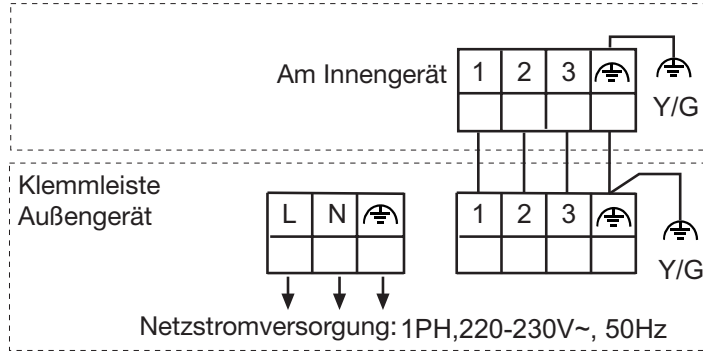 Am Innengerät
1 2 3
Y/G
Klemmleiste
Außengerät
L N
1 2 3
Y/G
Netzstromversorgung: 1PH,220-230V~, 50Hz